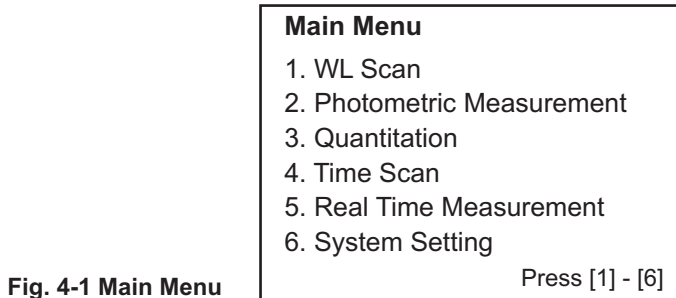 Main Menu
1. WL Scan
2. Photometric Measurement
3. Quantitation
4. Time Scan
5. Real Time Measurement
6. System Setting
Press [1] - [6]
Fig. 4-1 Main Menu